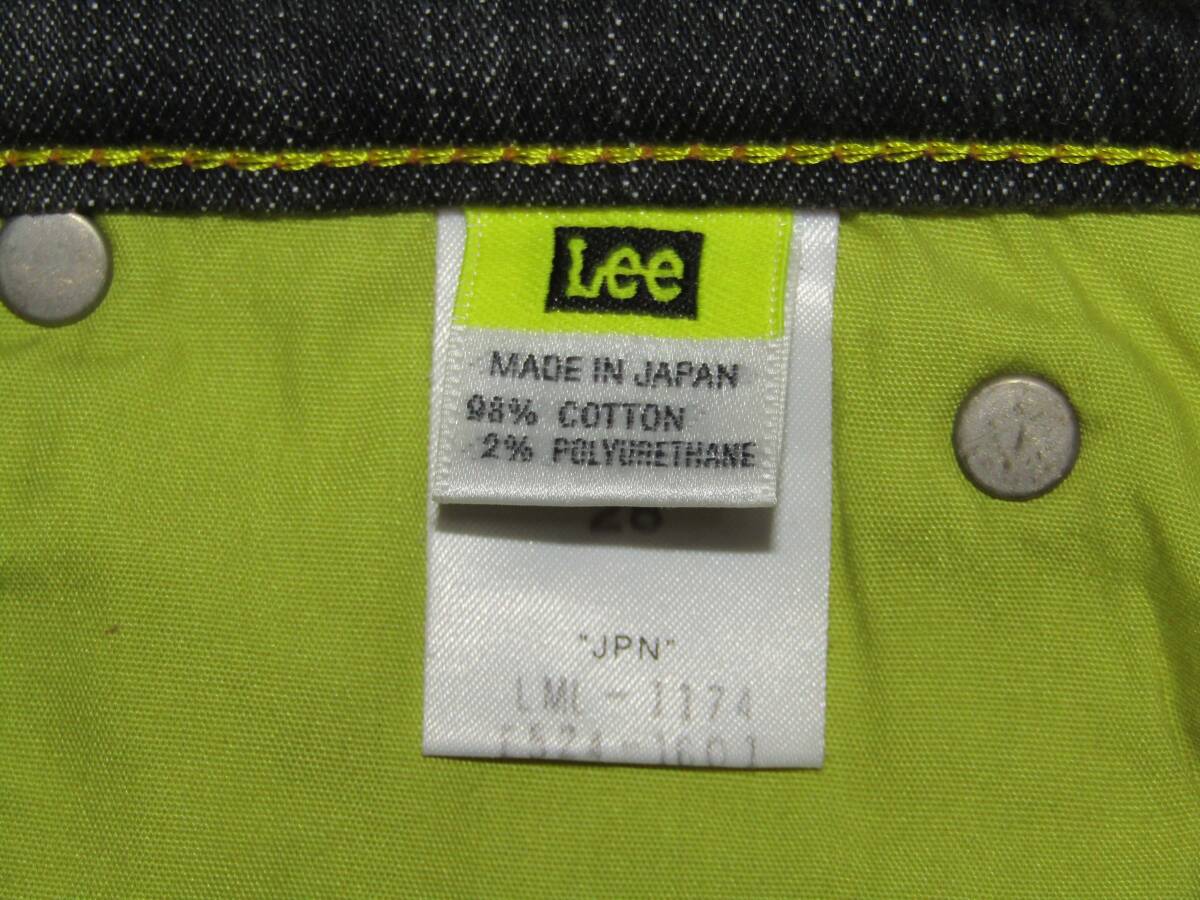 Lee
MADE IN JAPAN
98% COTTON
2% POLYURETHANE
"JPN"
LML-1174